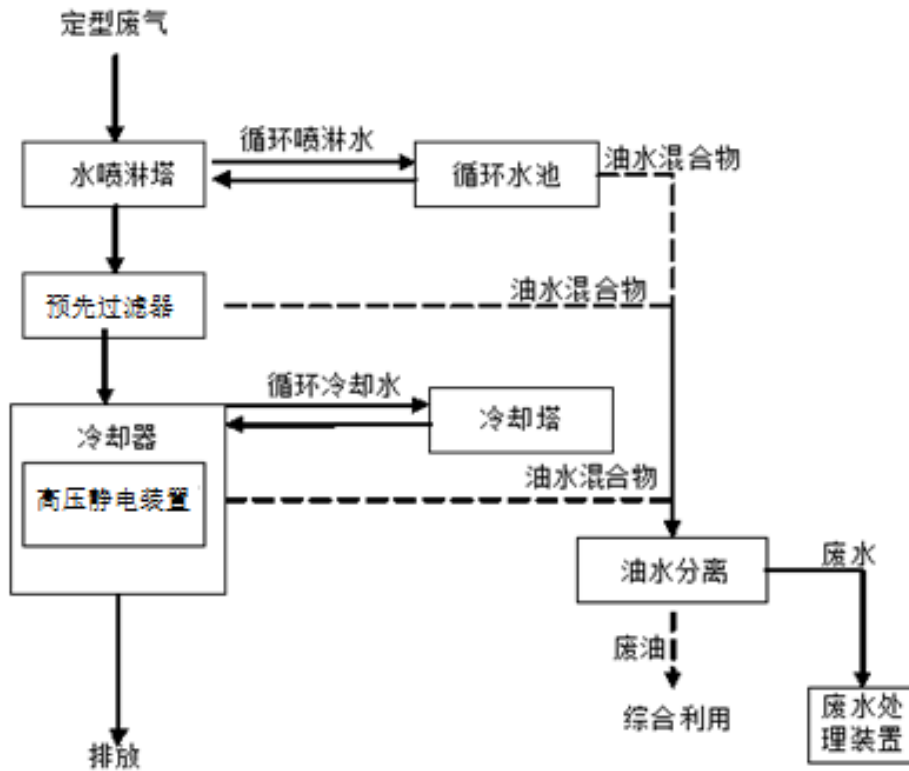 定型废气
循环喷淋水
水喷淋塔
循环水池
油水混合物
预先过滤器
油水混合物
循环冷却水
冷却器
冷却塔
油水混合物
高压静电装置
油水分离
废水
废油
综合利用
废水处
理装置
排放